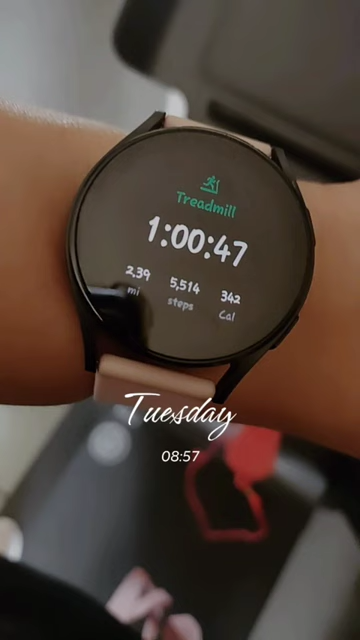 Treadmill
1:00:47
2.39 5,514 342
mi steps Cal
Tuesday
08:57